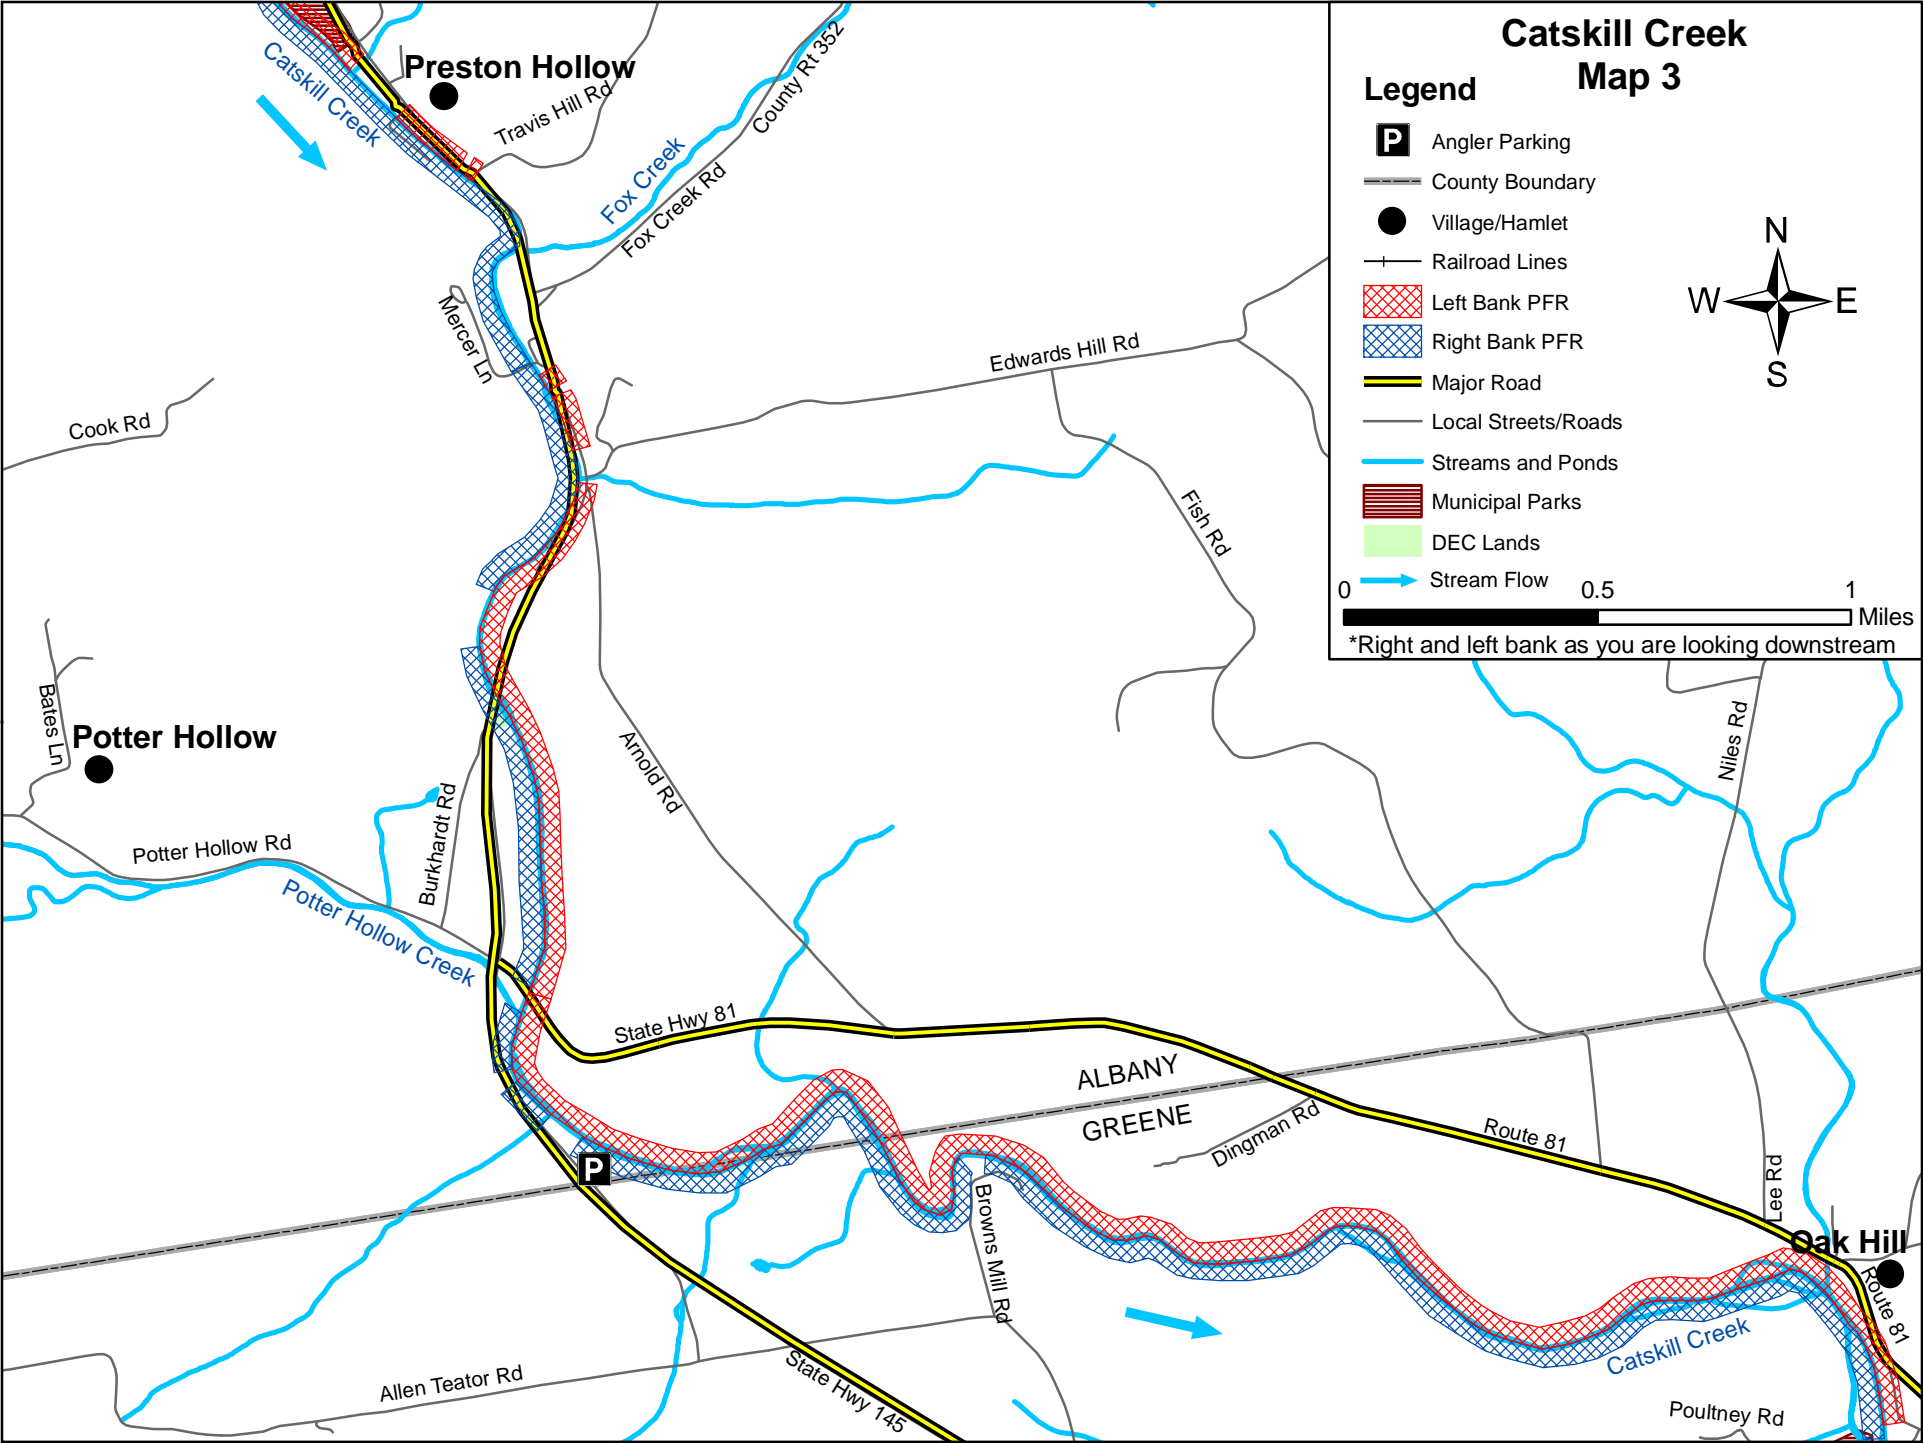 Catskill Creek
Map 3
Legend
P Angler Parking
County Boundary
Village/Hamlet
Railroad Lines
Left Bank PFR
Right Bank PFR
Major Road
Local Streets/Roads
Streams and Ponds
Municipal Parks
DEC Lands
Stream Flow
N
W E
S
0 0.5 1
Miles
*Right and left bank as you are looking downstream
Preston Hollow
Catskill Creek
Travis Hill Rd
County Rt 352
Fox Creek
Fox Creek Rd
Mercer Ln
Edwards Hill Rd
Cook Rd
Fish Rd
Bates Ln
Potter Hollow
Arnold Rd
Niles Rd
Burkhardt Rd
Potter Hollow Rd
Potter Hollow Creek
State Hwy 81
ALBANY
GREENE
Dingman Rd
Route 81
Lee Rd
P
Browns Mill Rd
Oak Hill
Route 81
Catskill Creek
Allen Teator Rd
State Hwy 145
Poultney Rd